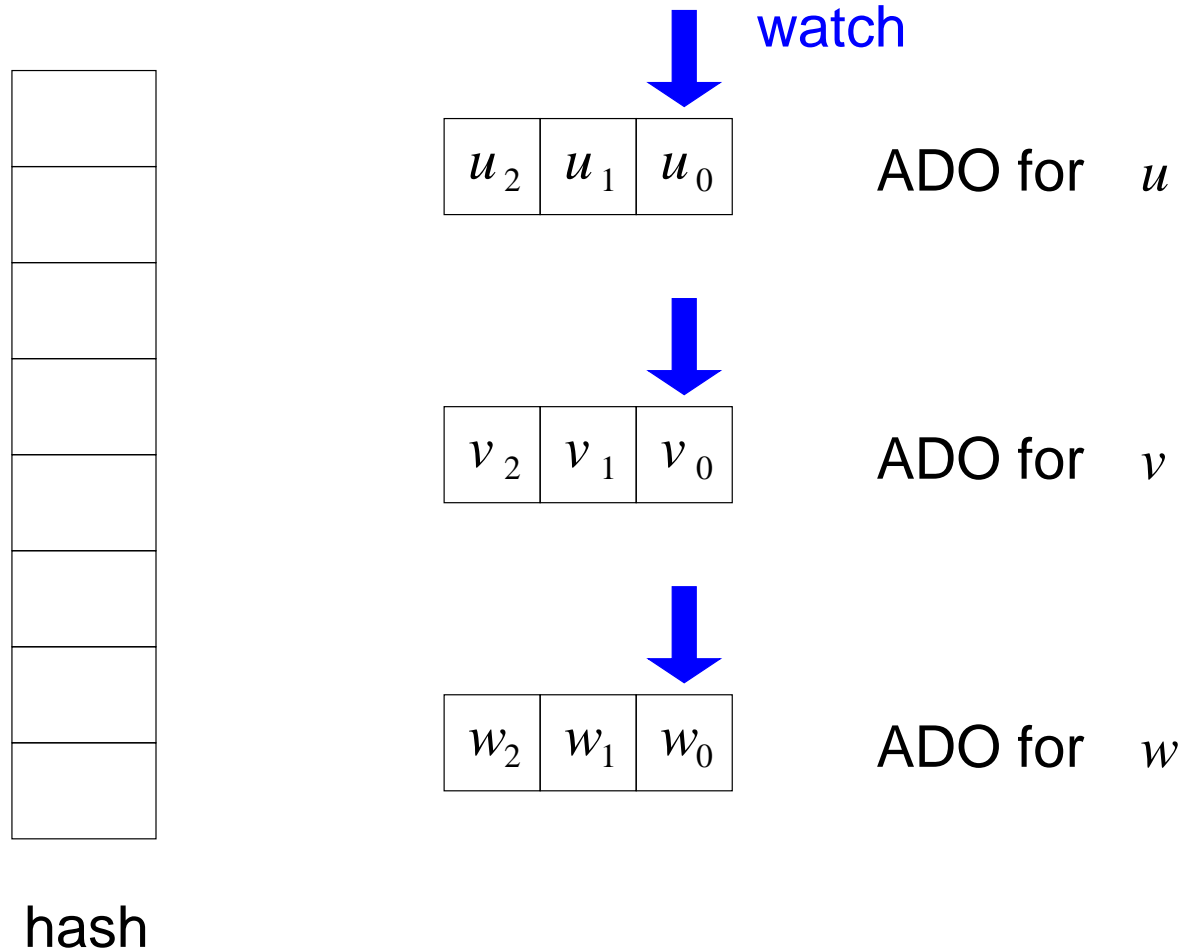 watch
u₂ u₁ u₀ ADO for u
v₂ v₁ v₀ ADO for v
w₂ w₁ w₀ ADO for w
hash